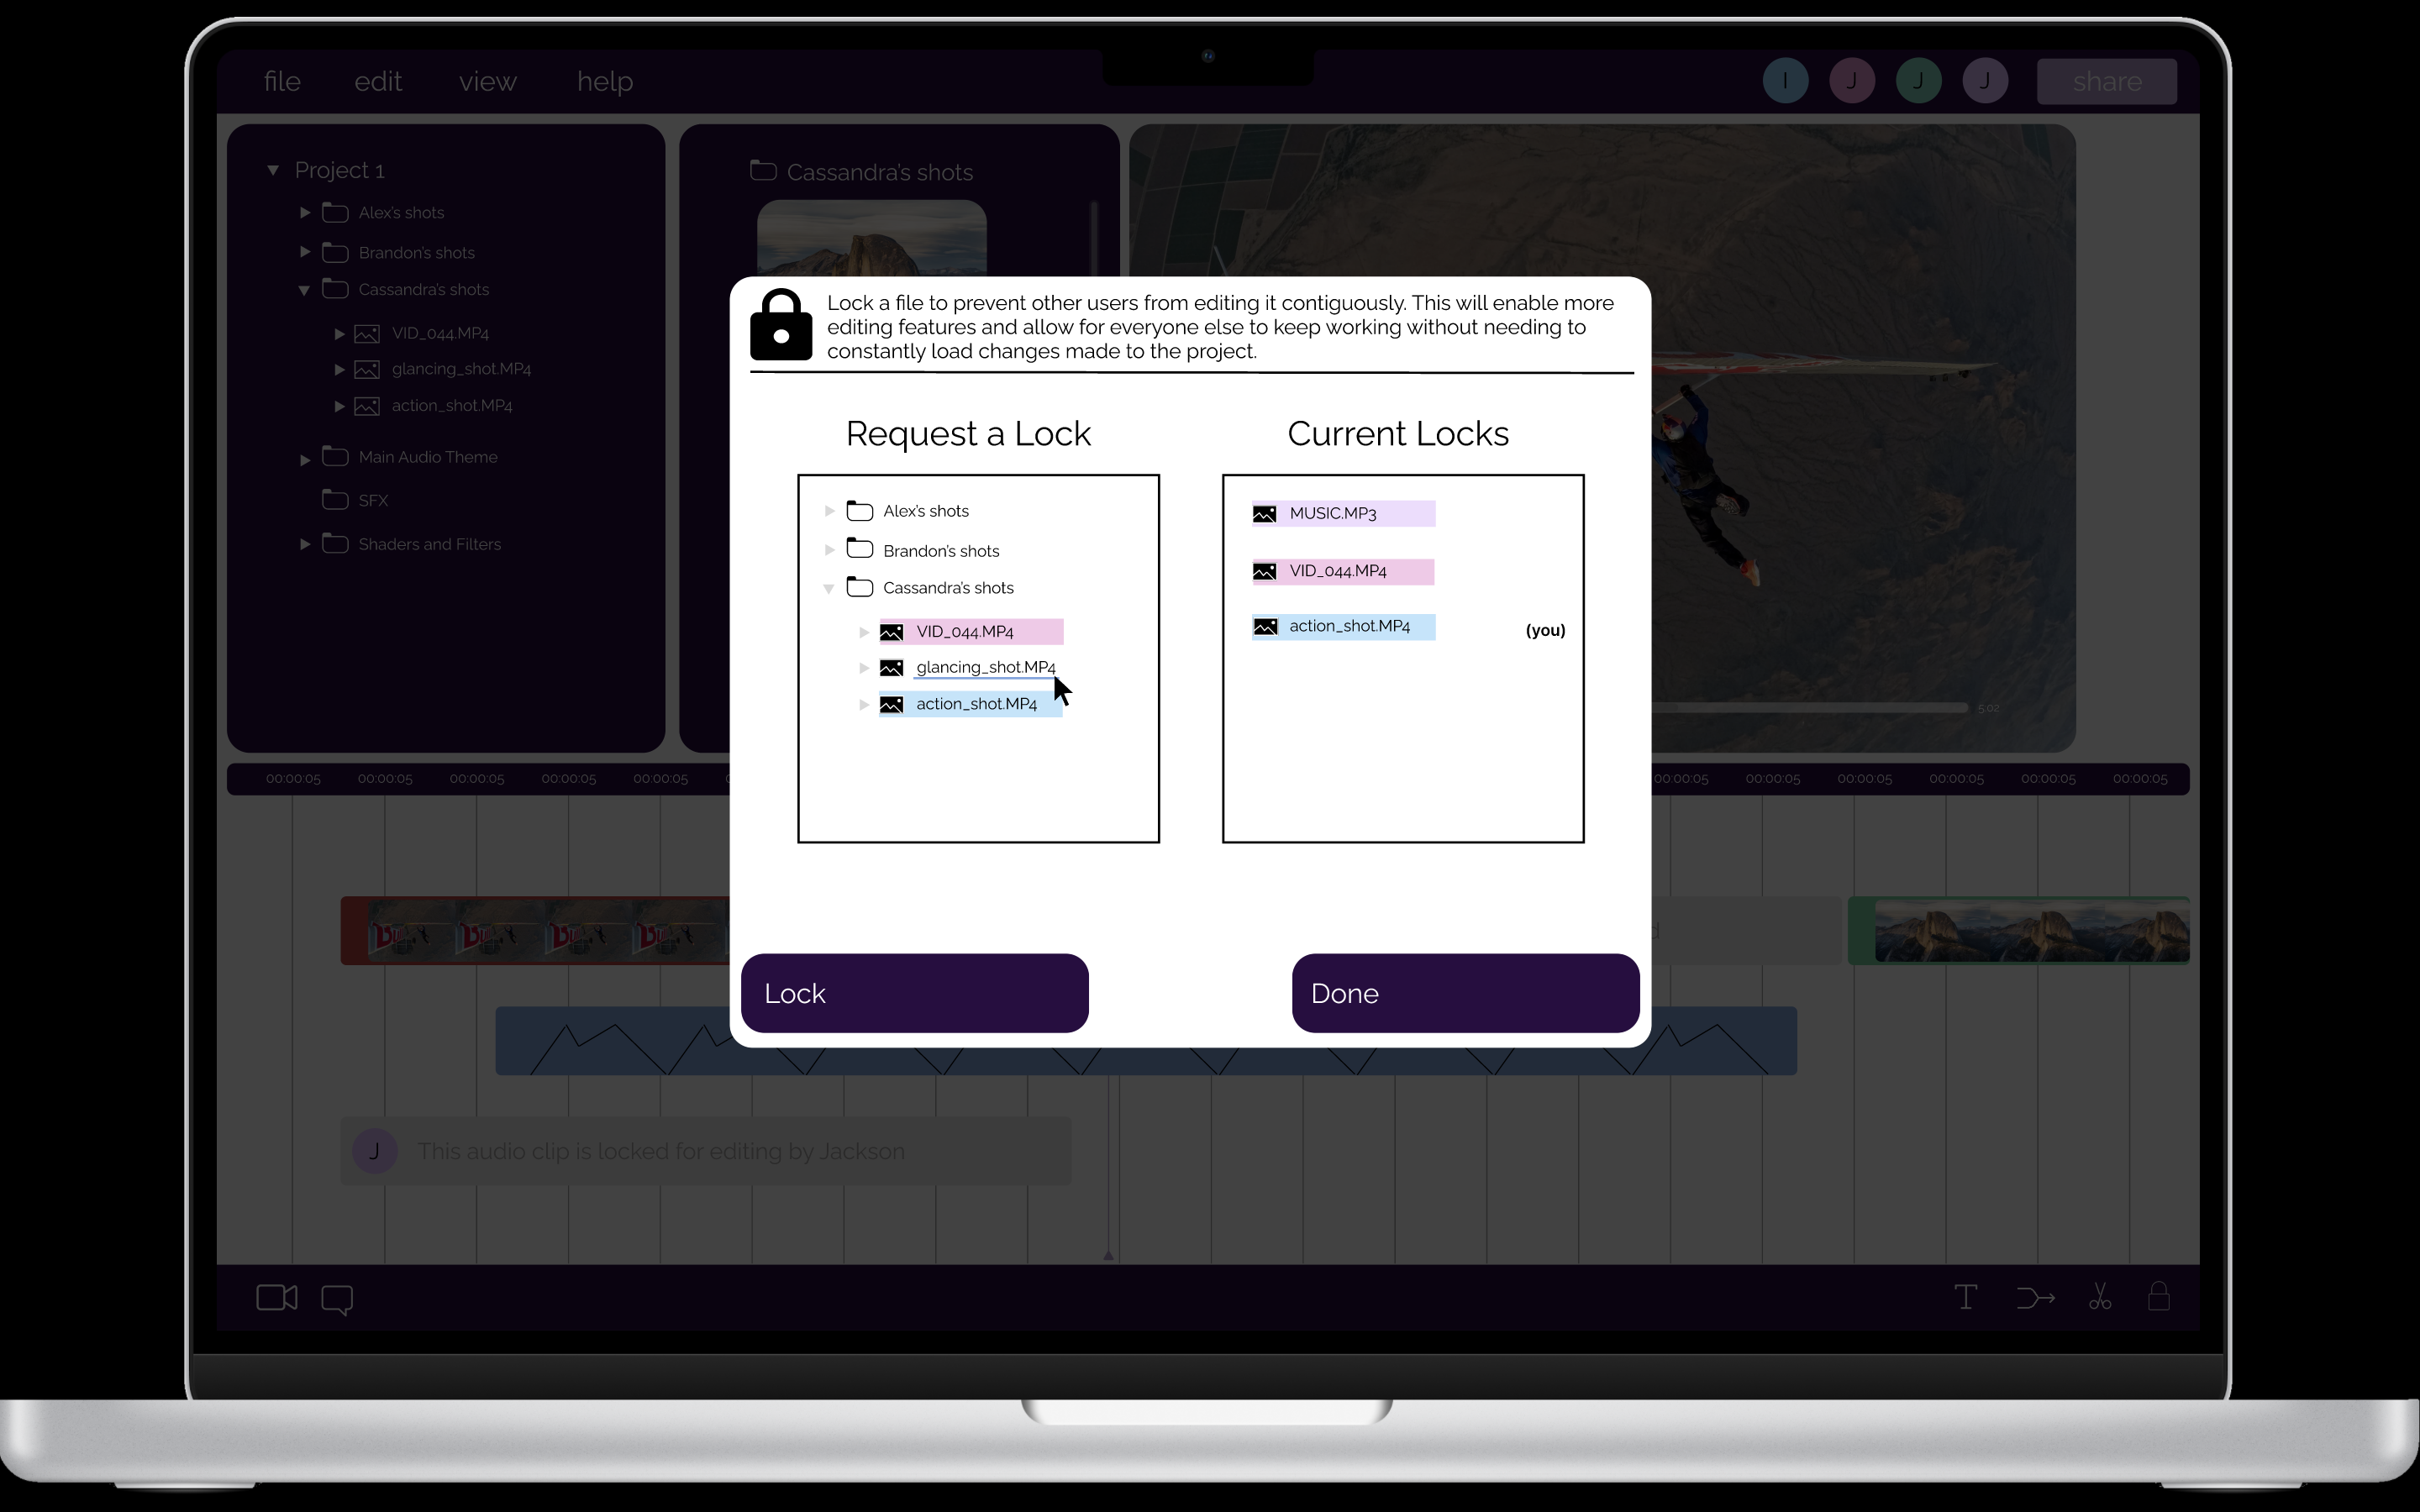 file edit view help
I J J J share
Project 1
Alex's shots
Brandon's shots
Cassandra's shots
VID_044.MP4
glancing_shot.MP4
action_shot.MP4
Main Audio Theme
SFX
Shaders and Filters
Cassandra's shots
Lock a file to prevent other users from editing it contiguously. This will enable more
editing features and allow for everyone else to keep working without needing to
constantly load changes made to the project.
Request a Lock
Alex's shots
Brandon's shots
Cassandra's shots
VID_044.MP4
glancing_shot.MP4
action_shot.MP4
Current Locks
MUSIC.MP3
VID_044.MP4
action_shot.MP4 (you)
Lock
Done
5:02
00:00:05 00:00:05 00:00:05 00:00:05 00:00:05 00:00:05 00:00:05 00:00:05 00:00:05 00:00:05 00:00:05
J This audio clip is locked for editing by Jackson
T